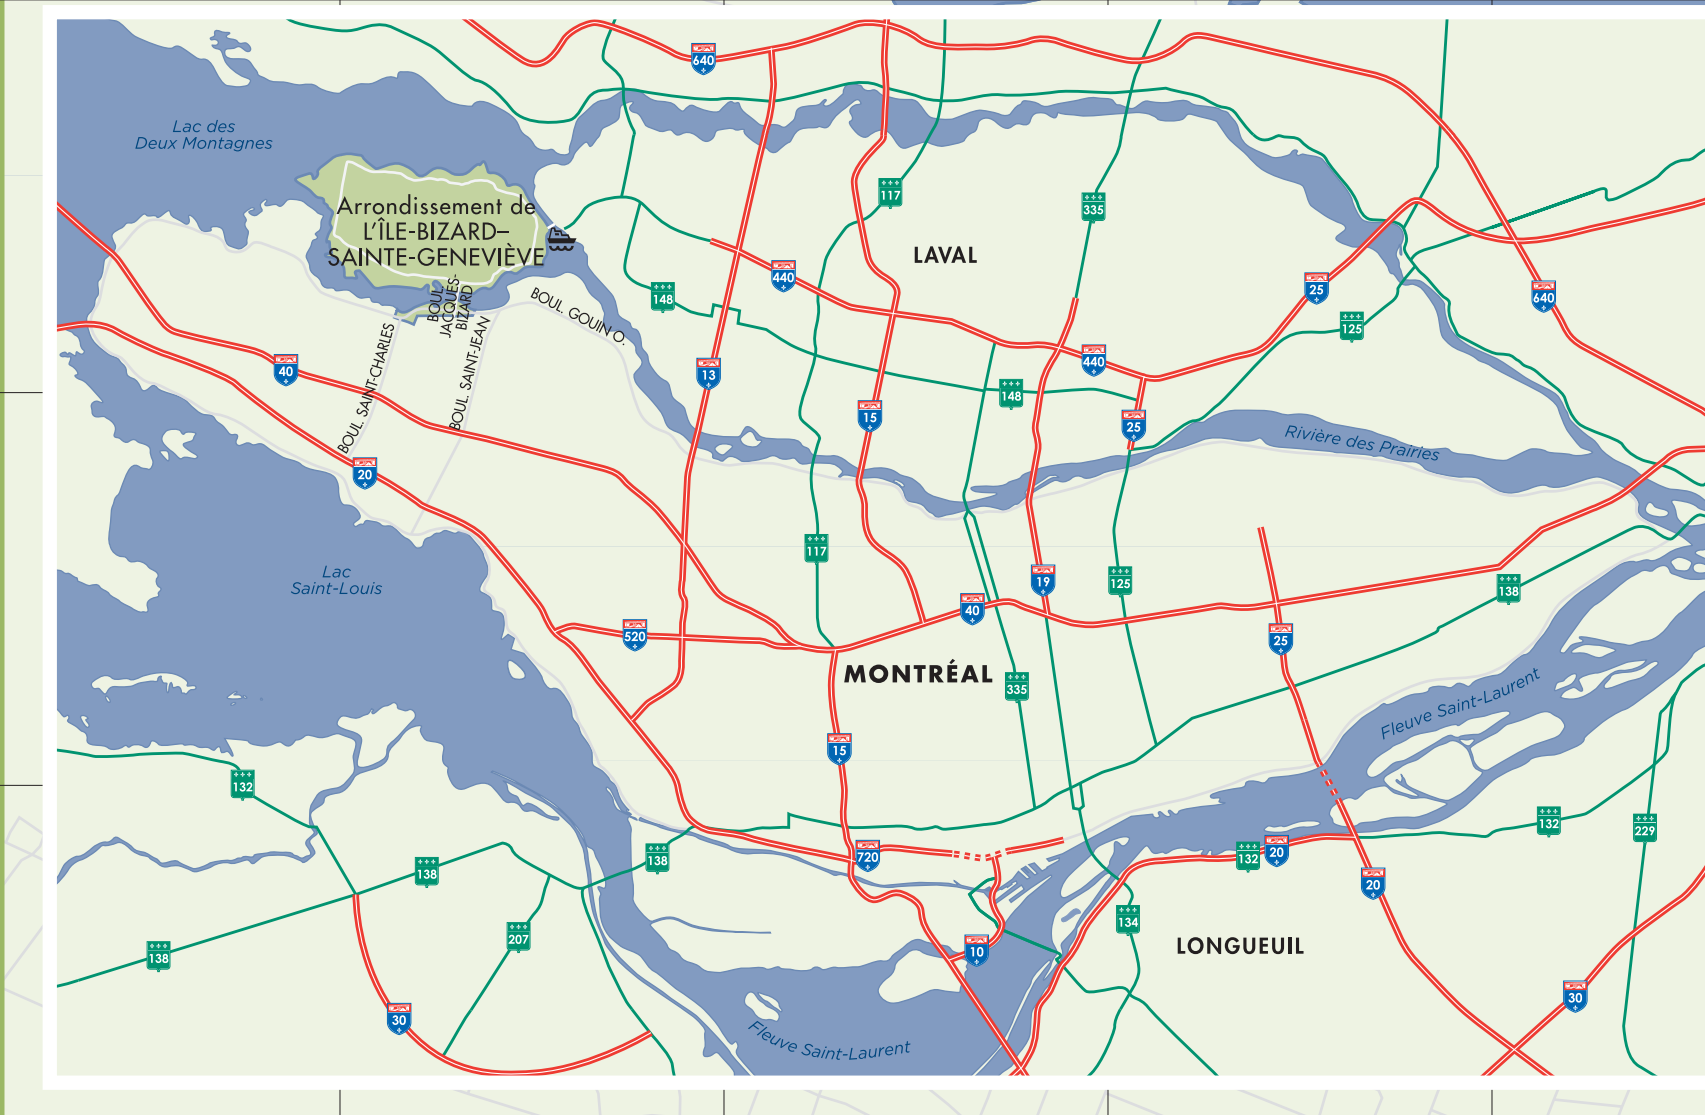 640
Lac des
Deux Montagnes
Arrondissement de
L'ÎLE-BIZARD–
SAINTE-GENEVIÈVE
117
335
LAVAL
440
148
25
640
125
BOUL.
JACQUES-
BIZARD
BOUL. GOUIN O.
BOUL. SAINT-CHARLES
BOUL. SAINT-JEAN
40
13
440
148
15
25
20
Rivière des Prairies
117
Lac
Saint-Louis
19
125
138
40
520
25
MONTRÉAL
335
Fleuve Saint-Laurent
15
132
132
229
138
138
720
132
20
20
134
207
138
10
LONGUEUIL
30
30
Fleuve Saint-Laurent